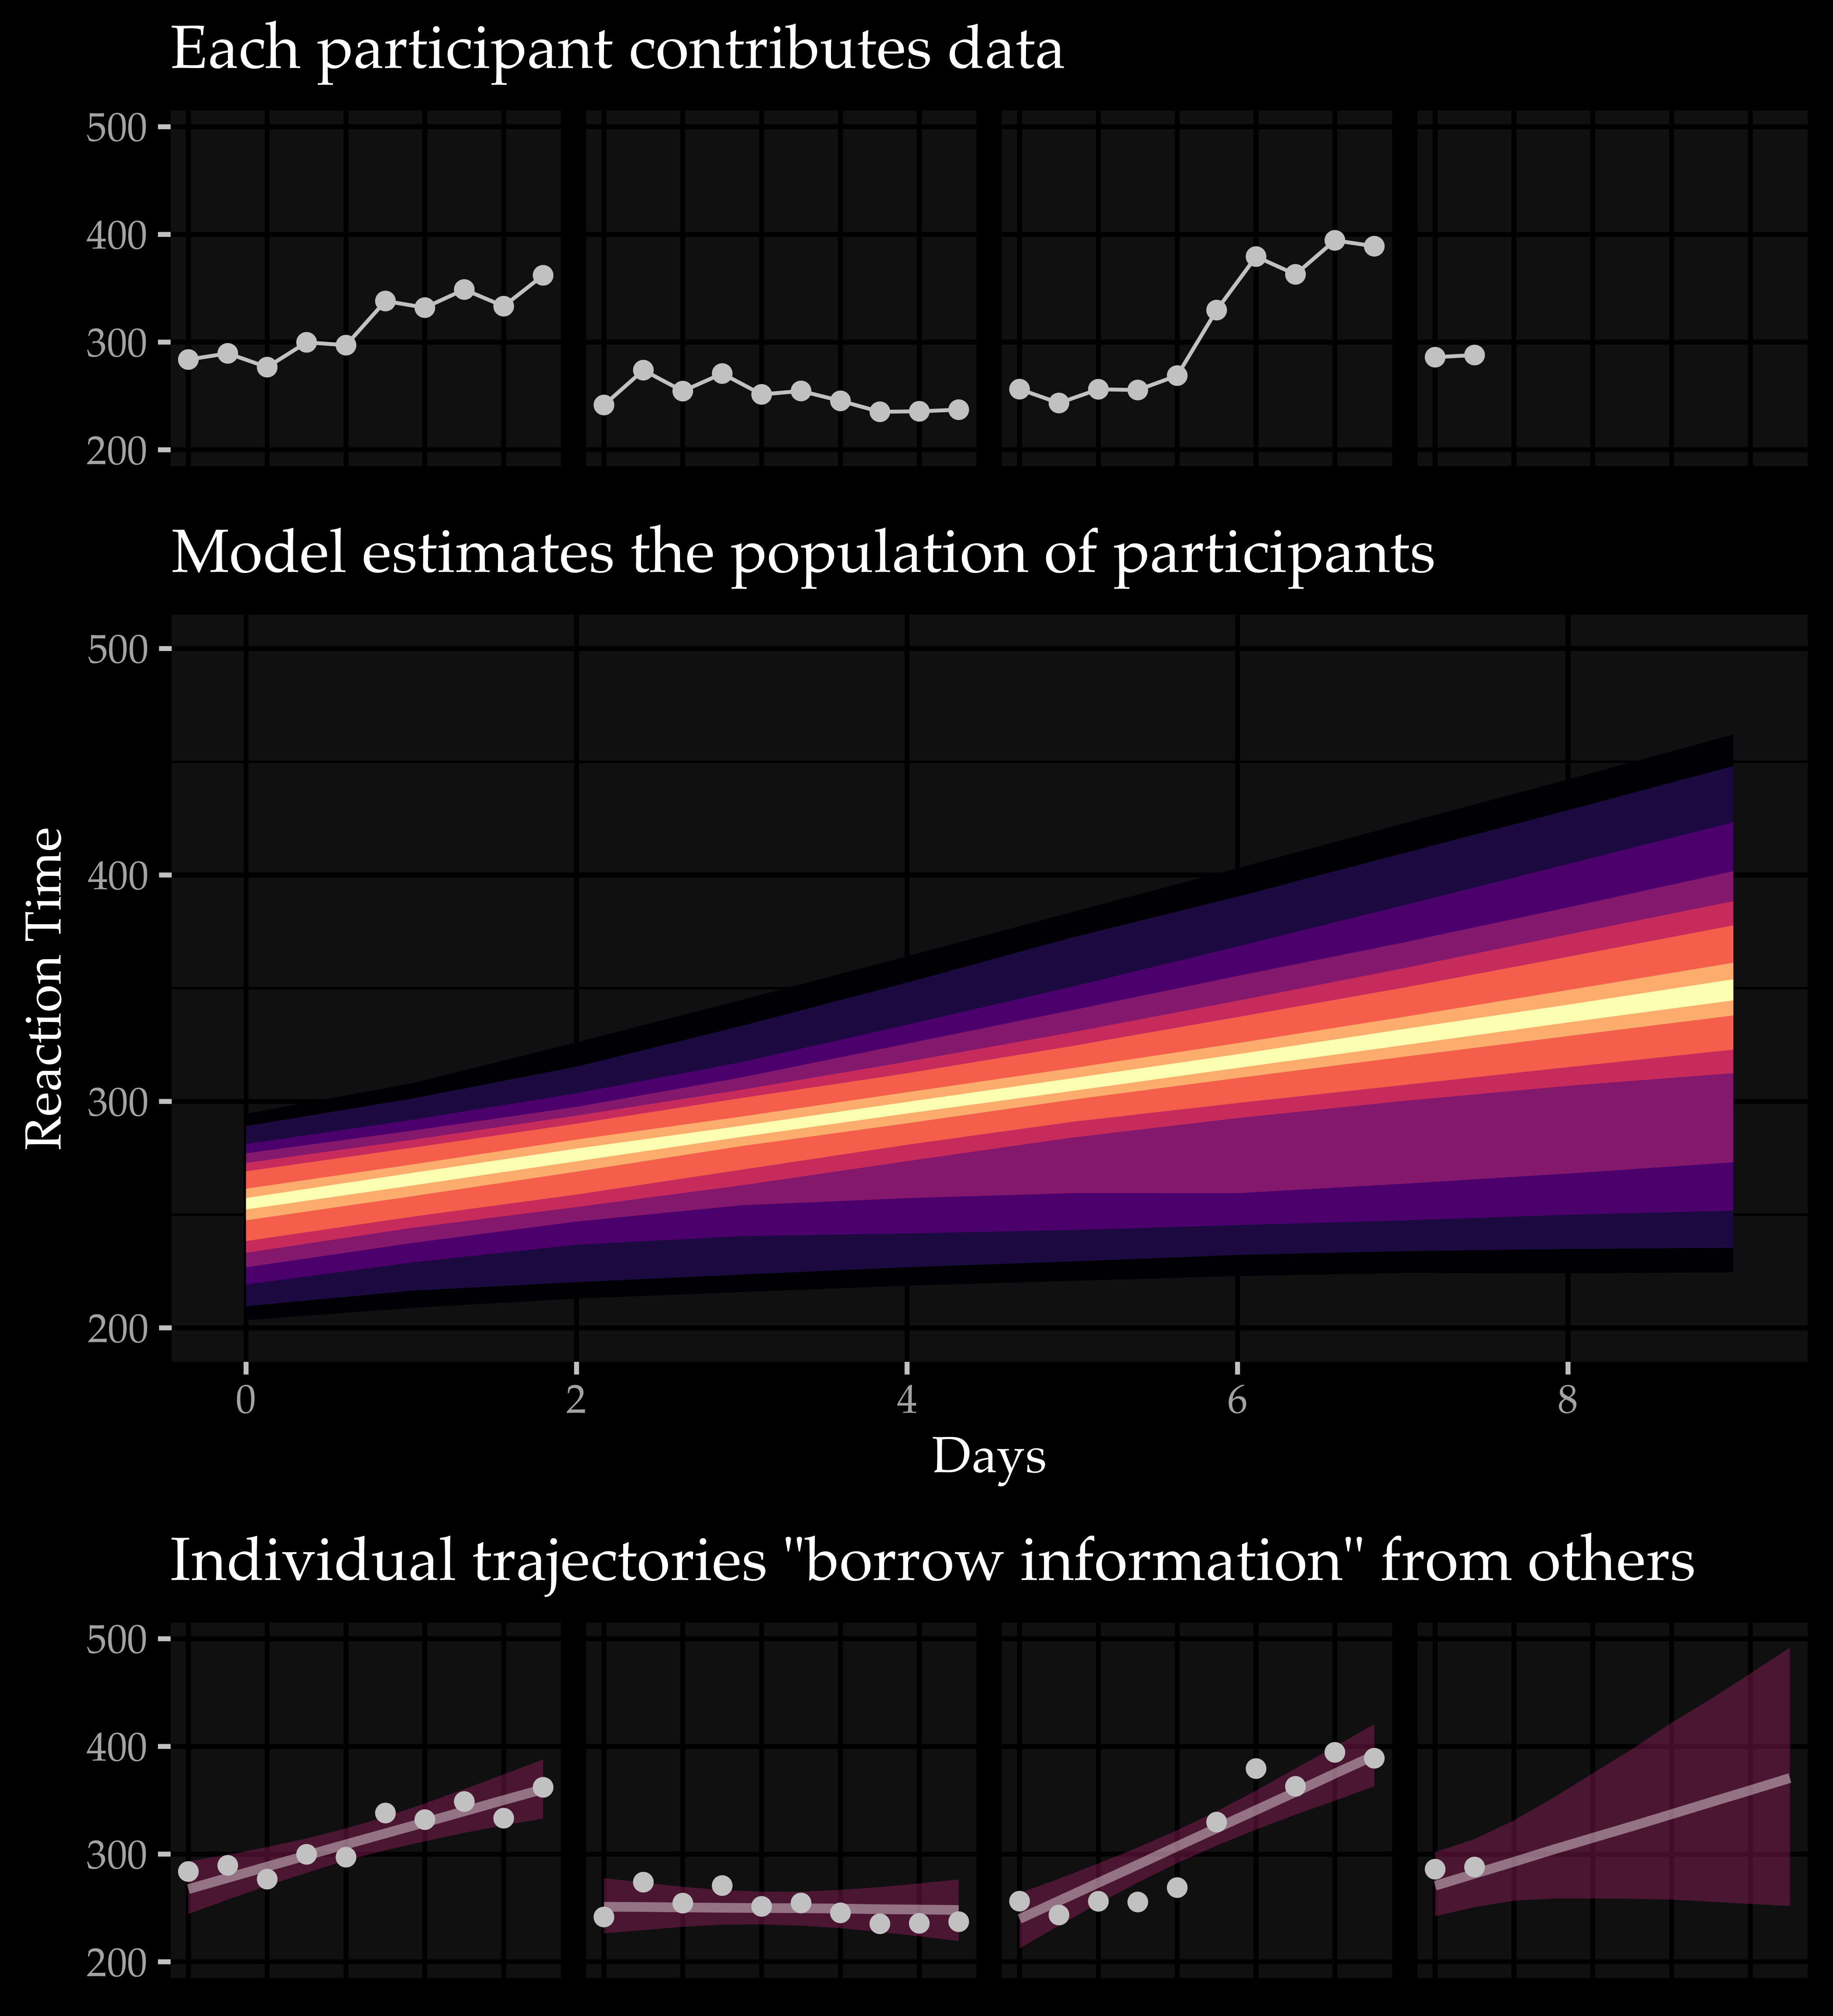 Each participant contributes data
500
400
300
200
Model estimates the population of participants
Reaction Time
500
400
300
200
0 2 4 6 8
Days
Individual trajectories "borrow information" from others
500
400
300
200